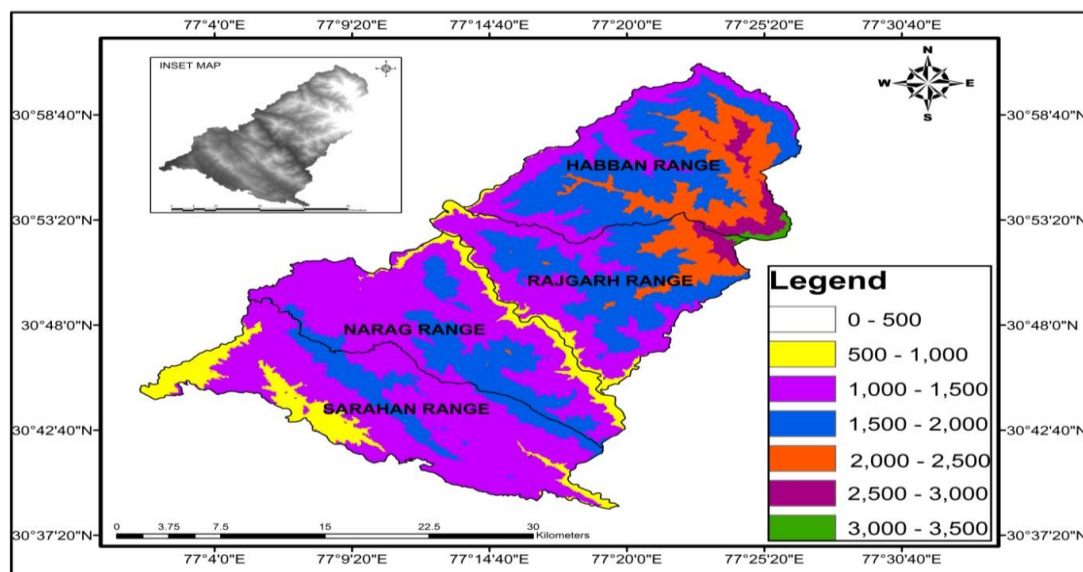 77°4'0"E 77°9'20"E 77°14'40"E 77°20'0"E 77°25'20"E 77°30'40"E
INSET MAP
N
W E
S
30°58'40"N 30°58'40"N
HABBAN RANGE
30°53'20"N 30°53'20"N
RAJGARH RANGE
Legend
0 - 500
30°48'0"N 30°48'0"N
NARAG RANGE
500 - 1,000
1,000 - 1,500
SARAHAN RANGE
1,500 - 2,000
30°42'40"N 30°42'40"N
2,000 - 2,500
2,500 - 3,000
3,000 - 3,500
0 3.75 7.5 15 22.5 30
Kilometers
30°37'20"N 30°37'20"N
77°4'0"E 77°9'20"E 77°14'40"E 77°20'0"E 77°25'20"E 77°30'40"E